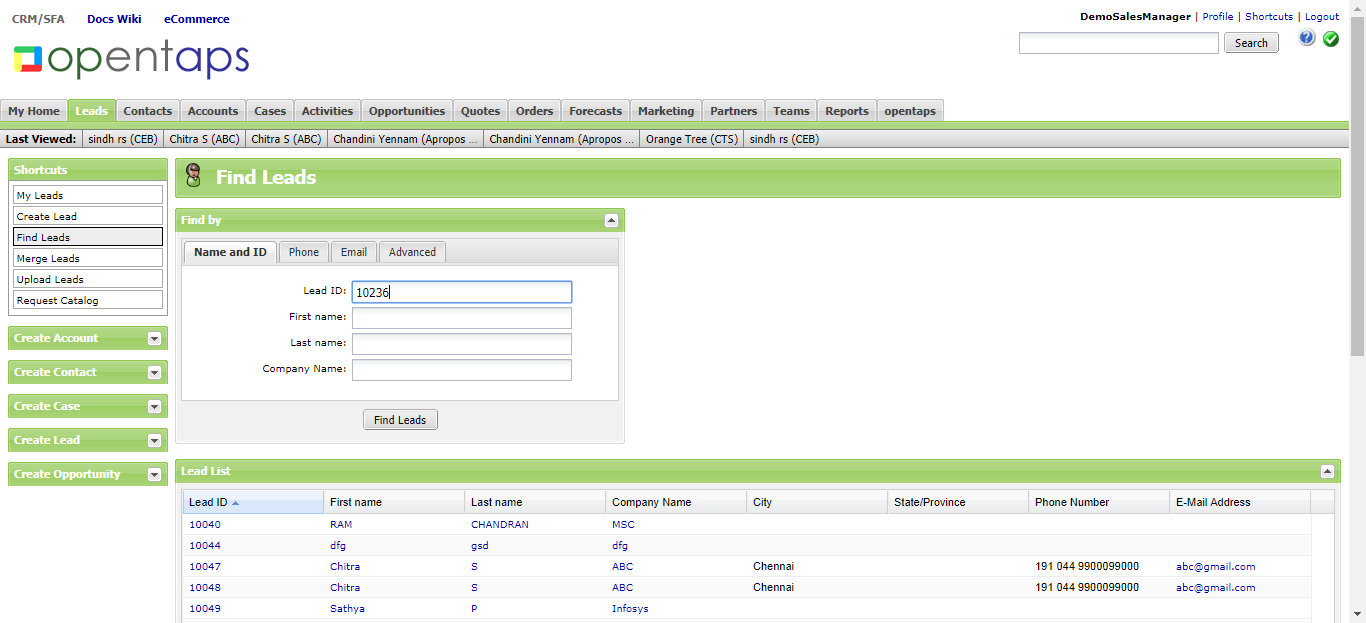 CRM/SFA Docs Wiki eCommerce
DemoSalesManager | Profile | Shortcuts | Logout
opentaps
Search
My Home Leads Contacts Accounts Cases Activities Opportunities Quotes Orders Forecasts Marketing Partners Teams Reports opentaps
Last Viewed: sindh rs (CEB) Chitra S (ABC) Chitra S (ABC) Chandini Yennam (Apropos ... Chandini Yennam (Apropos ... Orange Tree (CTS) sindh rs (CEB)
Shortcuts
My Leads
Create Lead
Find Leads
Merge Leads
Upload Leads
Request Catalog
Create Account
Create Contact
Create Case
Create Lead
Create Opportunity
Find Leads
Find by
Name and ID Phone Email Advanced
Lead ID: 10236
First name:
Last name:
Company Name:
Find Leads
Lead List
Lead ID First name Last name Company Name City State/Province Phone Number E-Mail Address
10040 RAM CHANDRAN MSC
10044 dfg gsd dfg
10047 Chitra S ABC Chennai 191 044 9900099000 abc@gmail.com
10048 Chitra S ABC Chennai 191 044 9900099000 abc@gmail.com
10049 Sathya P Infosys